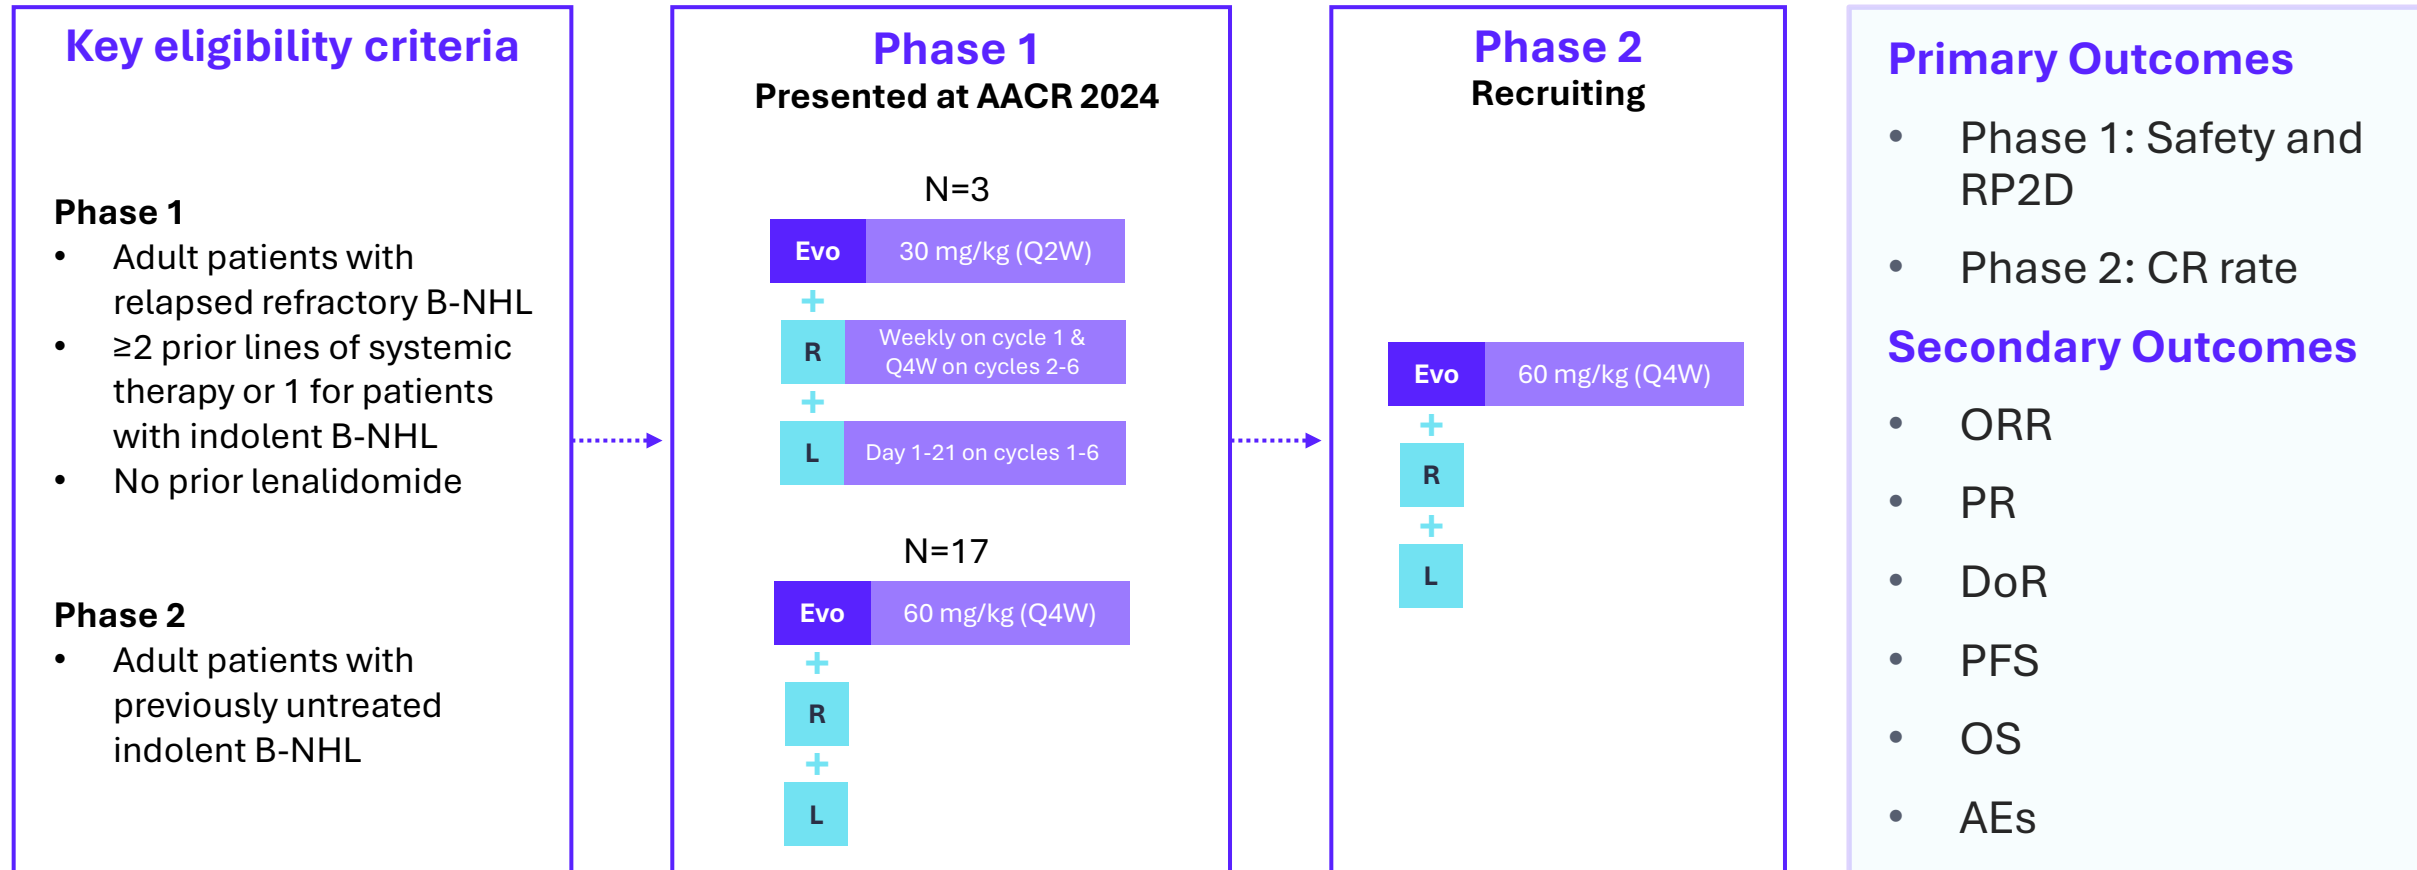 Key eligibility criteria
Phase 1
• Adult patients with
relapsed refractory B-NHL
• ≥2 prior lines of systemic
therapy or 1 for patients
with indolent B-NHL
• No prior lenalidomide
Phase 2
• Adult patients with
previously untreated
indolent B-NHL
Phase 1
Presented at AACR 2024
N=3
Evo 30 mg/kg (Q2W)
+
R Weekly on cycle 1 &
Q4W on cycles 2-6
+
L Day 1-21 on cycles 1-6
N=17
Evo 60 mg/kg (Q4W)
+
R
+
L
Phase 2
Recruiting
Evo 60 mg/kg (Q4W)
+
R
+
L
Primary Outcomes
• Phase 1: Safety and
RP2D
• Phase 2: CR rate
Secondary Outcomes
• ORR
• PR
• DoR
• PFS
• OS
• AEs